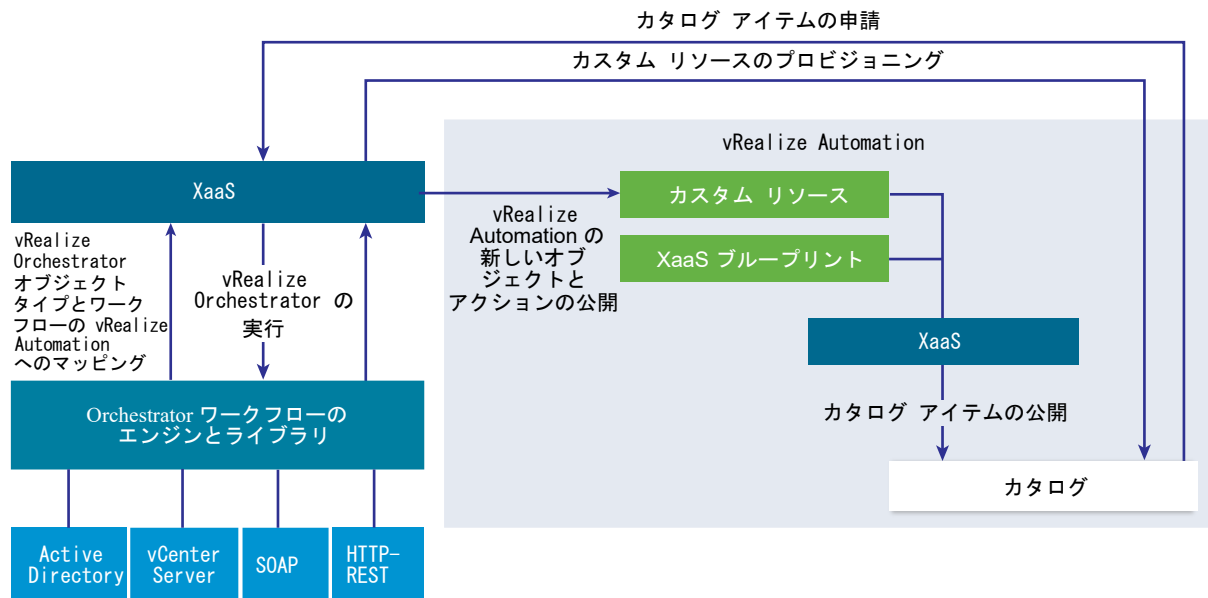 カタログ アイテムの申請
カスタム リソースのプロビジョニング
vRealize Automation
XaaS
カスタム リソース
XaaS ブループリント
vRealize
Automation の
新しいオブ
ジェクトと
アクションの公開
vRealize
Orchestrator
オブジェクト
タイプとワーク
フローの vRealize
Automation
へのマッピング
vRealize
Orchestrator の
実行
XaaS
カタログ アイテムの公開
カタログ
Orchestrator ワークフローの
エンジンとライブラリ
Active
Directory
vCenter
Server
SOAP
HTTP-
REST